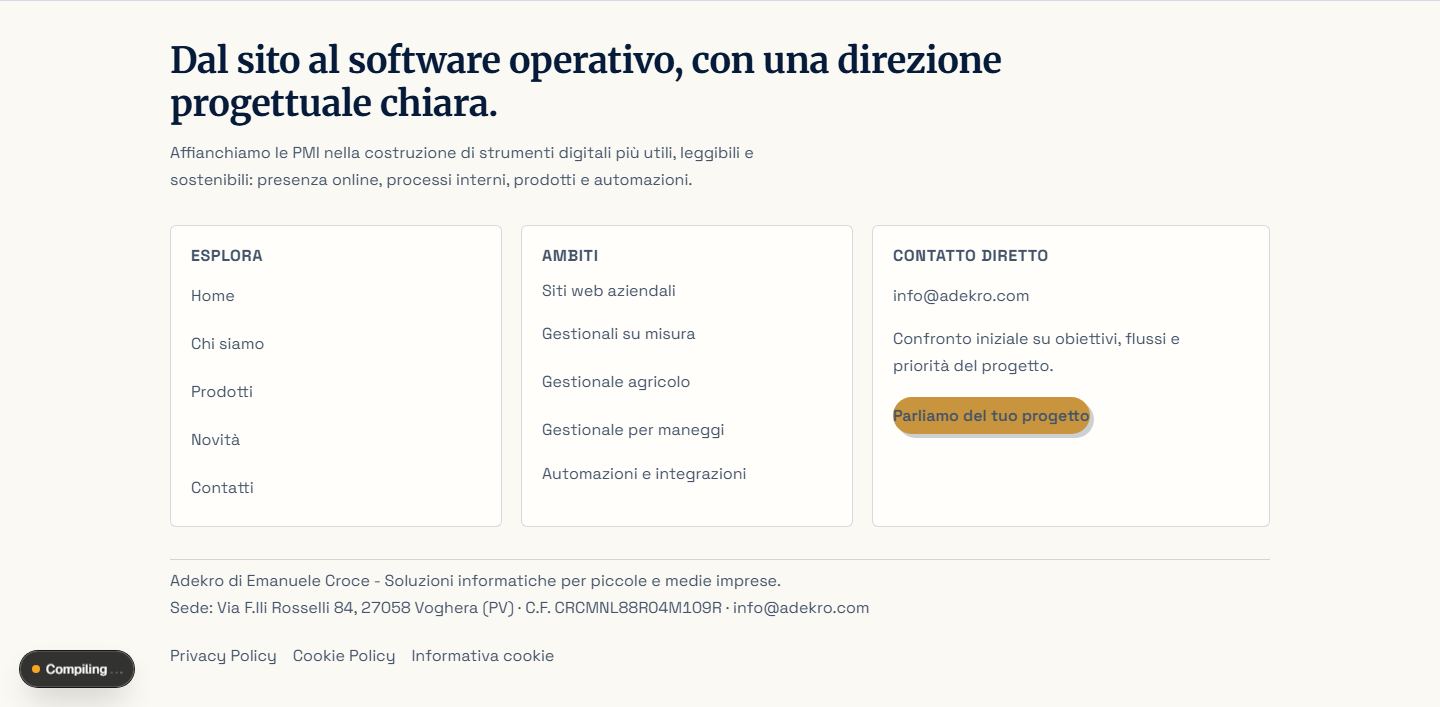 Dal sito al software operativo, con una direzione
progettuale chiara.
Affianchiamo le PMI nella costruzione di strumenti digitali più utili, leggibili e
sostenibili: presenza online, processi interni, prodotti e automazioni.
ESPLORA
Home
Chi siamo
Prodotti
Novità
Contatti
AMBITI
Siti web aziendali
Gestionali su misura
Gestionale agricolo
Gestionale per maneggi
Automazioni e integrazioni
CONTATTO DIRETTO
info@adekro.com
Confronto iniziale su obiettivi, flussi e
priorità del progetto.
Parliamo del tuo progetto
Adekro di Emanuele Croce - Soluzioni informatiche per piccole e medie imprese.
Sede: Via F.lli Rosselli 84, 27058 Voghera (PV) · C.F. CRCMNL88R04M109R · info@adekro.com
Privacy Policy Cookie Policy Informativa cookie
Compiling ...